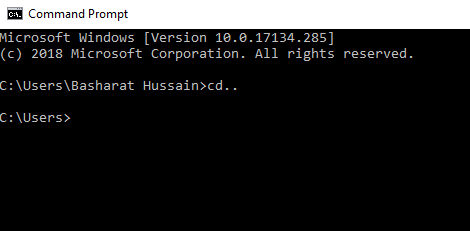 Command Prompt
Microsoft Windows [Version 10.0.17134.285]
(c) 2018 Microsoft Corporation. All rights reserved.
C:\Users\Basharat Hussain>cd..
C:\Users>